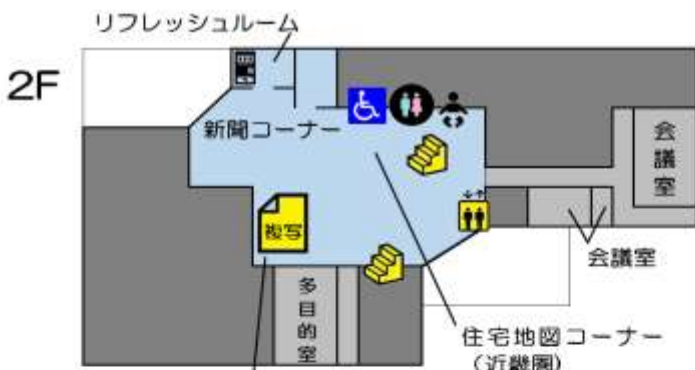 リフレッシュルーム
2F
新聞コーナー
会議室
複写
会議室
多目的室
住宅地図コーナー
（近畿圏）